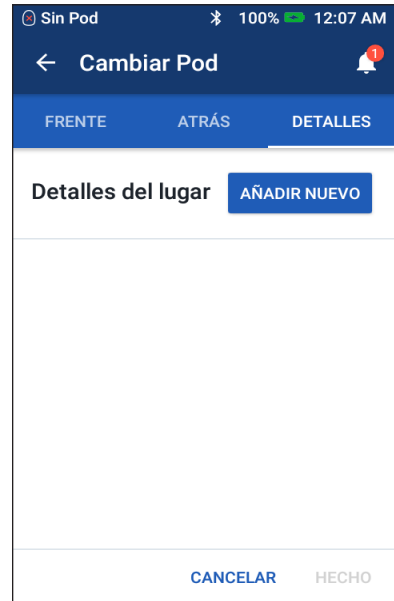 Sin Pod 100% 12:07 AM
Cambiar Pod 1
FRENTE ATRÁS DETALLES
Detalles del lugar AÑADIR NUEVO
CANCELAR HECHO